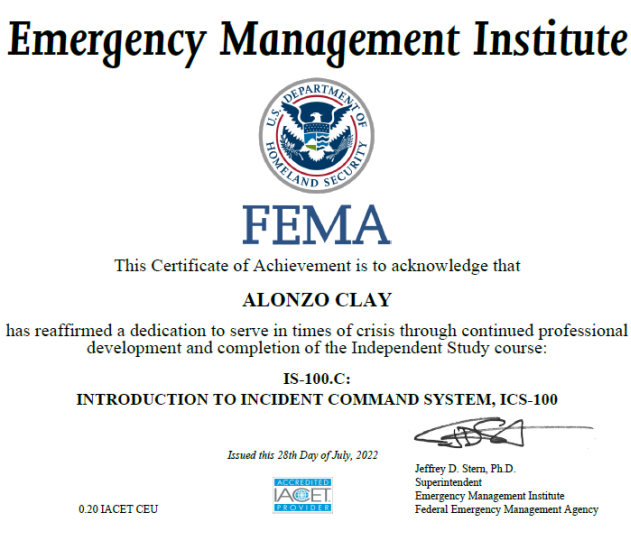 Emergency Management Institute
U.S. DEPARTMENT OF
HOMELAND SECURITY
FEMA
This Certificate of Achievement is to acknowledge that
ALONZO CLAY
has reaffirmed a dedication to serve in times of crisis through continued professional
development and completion of the Independent Study course:
IS-100.C:
INTRODUCTION TO INCIDENT COMMAND SYSTEM, ICS-100
Issued this 28th Day of July, 2022
Jeffrey D. Stern, Ph.D.
Superintendent
Emergency Management Institute
Federal Emergency Management Agency
ACCREDITED
IACET
PROVIDER
0.20 IACET CEU